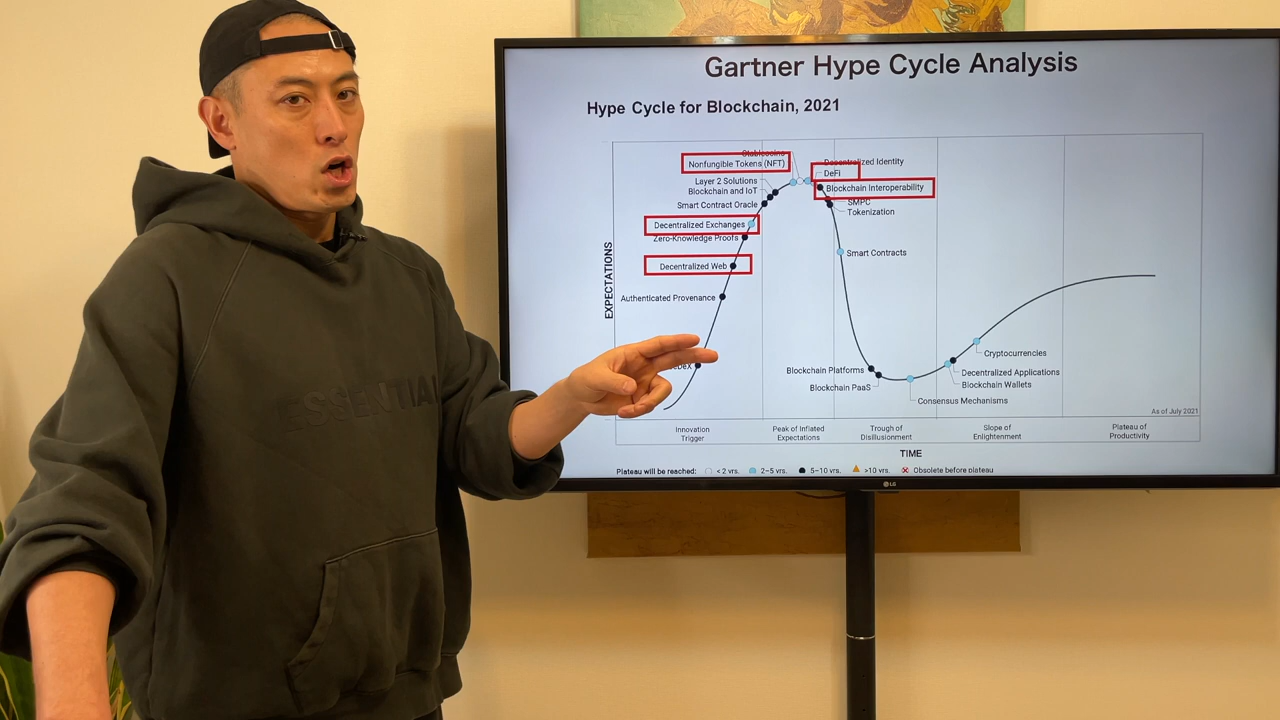 Gartner Hype Cycle Analysis
Hype Cycle for Blockchain, 2021
Stablecoins
Nonfungible Tokens (NFT)
Decentralized Identity
DeFi
Layer 2 Solutions
Blockchain Interoperability
Blockchain and IoT
SMPC
Smart Contract Oracle
Tokenization
Decentralized Exchanges
Zero-Knowledge Proofs
Smart Contracts
Decentralized Web
Authenticated Provenance
EXPECTATIONS
Cryptocurrencies
Blockchain Platforms
Decentralized Applications
Blockchain PaaS
Blockchain Wallets
Consensus Mechanisms
As of July 2021
Innovation
Trigger
Peak of Inflated
Expectations
Trough of
Disillusionment
Slope of
Enlightenment
Plateau of
Productivity
TIME
Plateau will be reached: < 2 yrs. 2–5 yrs. 5–10 yrs. >10 yrs. Obsolete before plateau
LG